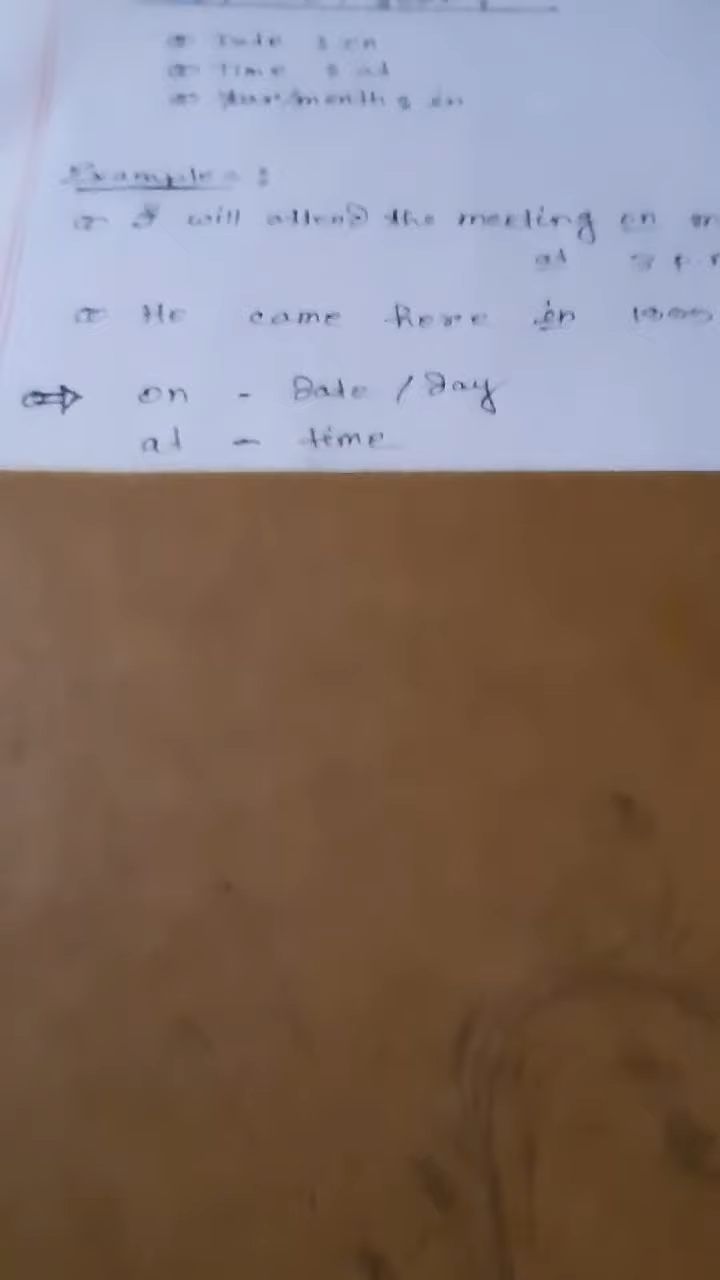 Date : on
Time : at
Year/month : in
Example :
I will attend the meeting on
at
He came here in
on - Date / Day
at - time